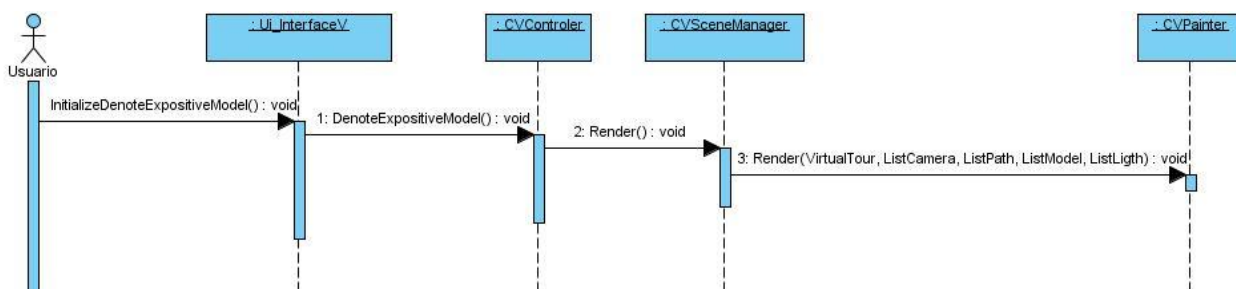 : Ui_InterfaceV
: CVControler
: CVSceneManager
: CVPainter
Usuario
InitializeDenoteExpositiveModel() : void
1: DenoteExpositiveModel() : void
2: Render() : void
3: Render(VirtualTour, ListCamera, ListPath, ListModel, ListLigth) : void